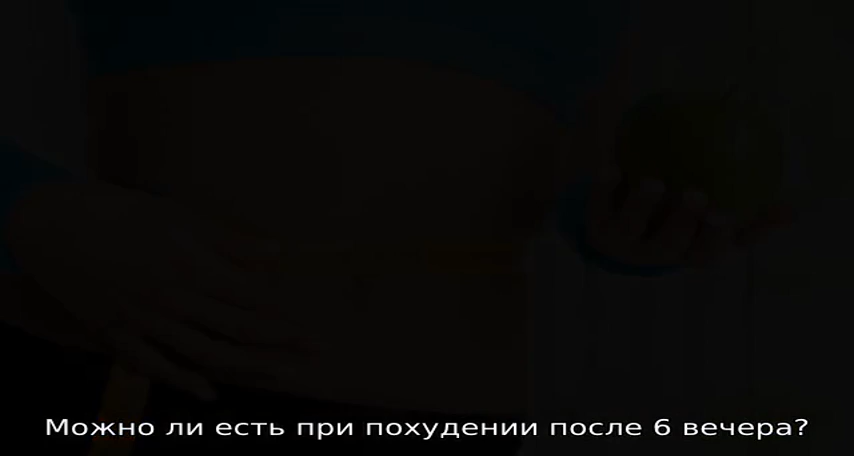 Можно ли есть при похудении после 6 вечера?